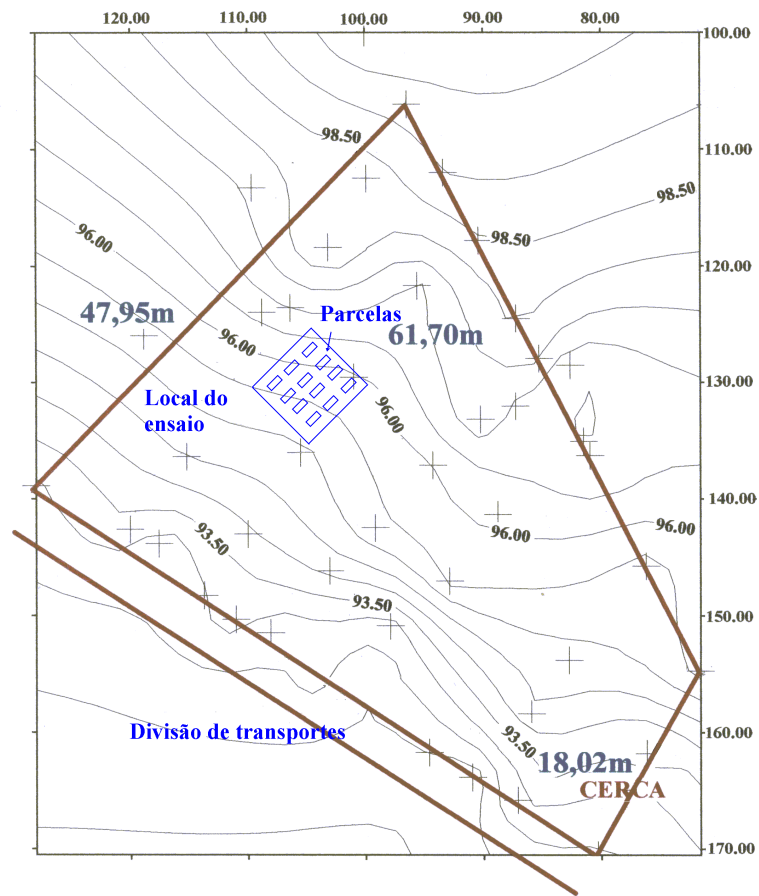 120.00 110.00 100.00 90.00 80.00
100.00
98.50
110.00
98.50
96.00
98.50
120.00
47,95m
Parcelas
61,70m
96.00
130.00
Local do
ensaio
96.00
140.00
93.50
96.00
96.00
93.50
150.00
Divisão de transportes
93.50
160.00
18,02m
CERCA
170.00